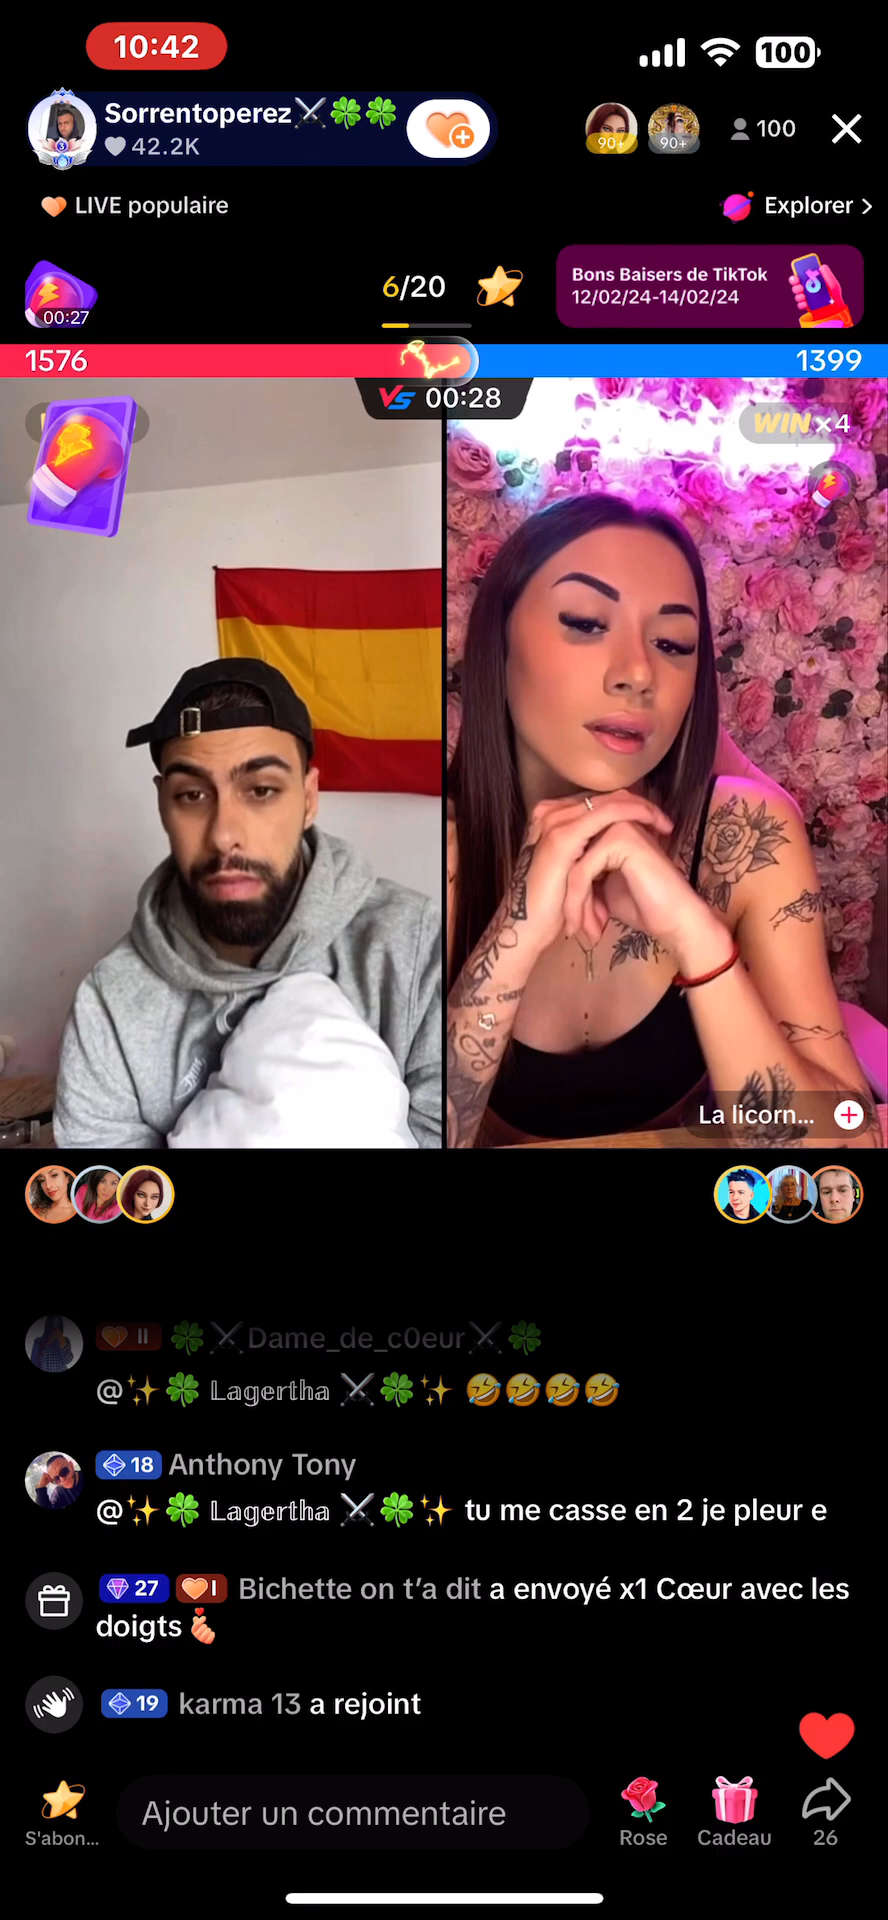 10:42
100
Sorrentoperez⚔️🍀🍀
42.2K
90+
90+
100
LIVE populaire
Explorer >
00:27
6/20
Bons Baisers de TikTok
12/02/24-14/02/24
1576
1399
VS 00:28
WIN x4
La licorn...
II 🍀⚔️Dame_de_c0eur⚔️🍀
@✨🍀 𝕃𝕒𝕘𝕖𝕣𝕥𝕙𝕒 ⚔️🍀✨ 🤣🤣🤣🤣
18 Anthony Tony
@✨🍀 𝕃𝕒𝕘𝕖𝕣𝕥𝕙𝕒 ⚔️🍀✨ tu me casse en 2 je pleur e
27 I Bichette on t'a dit a envoyé x1 Cœur avec les
doigts
19 karma 13 a rejoint
Ajouter un commentaire
S'abon...
Rose
Cadeau
26